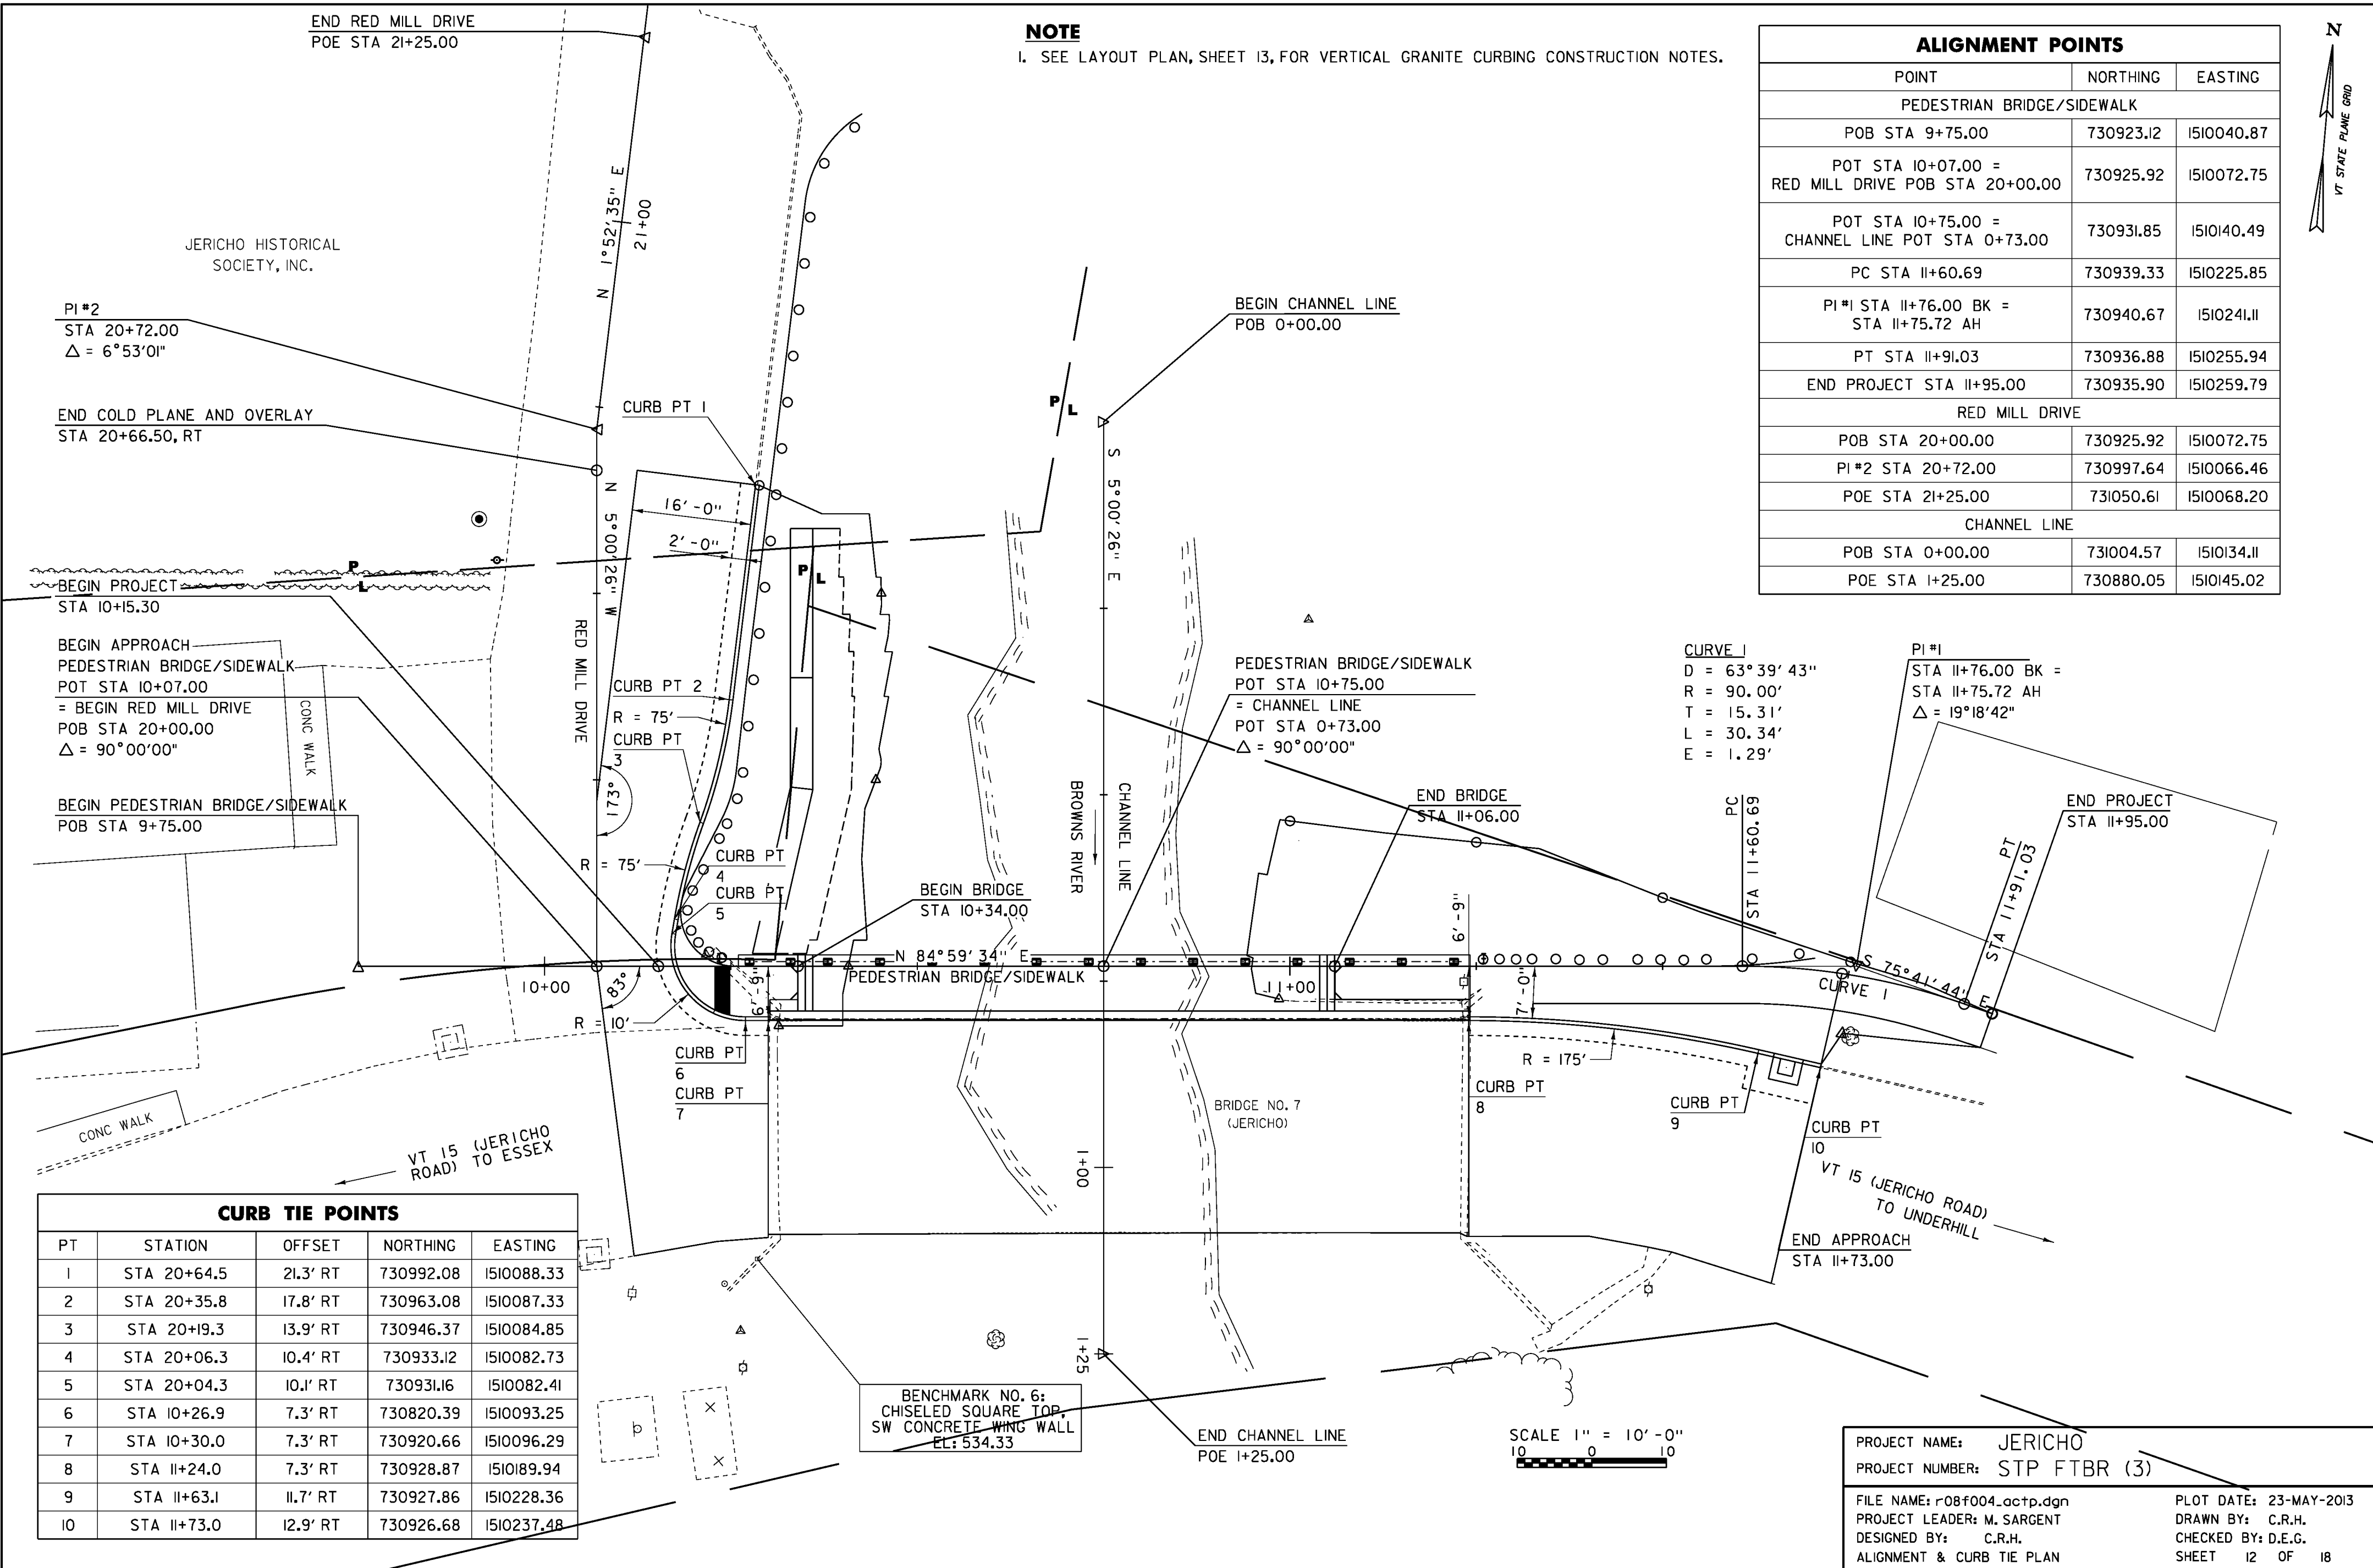 END RED MILL DRIVE
POE STA 21+25.00
NOTE
1. SEE LAYOUT PLAN, SHEET 13, FOR VERTICAL GRANITE CURBING CONSTRUCTION NOTES.
ALIGNMENT POINTS
POINT NORTHING EASTING
PEDESTRIAN BRIDGE/SIDEWALK
POB STA 9+75.00 730923.12 1510040.87
POT STA 10+07.00 =
RED MILL DRIVE POB STA 20+00.00 730925.92 1510072.75
POT STA 10+75.00 =
CHANNEL LINE POT STA 0+73.00 730931.85 1510140.49
PC STA 11+60.69 730939.33 1510225.85
PI #1 STA 11+76.00 BK =
STA 11+75.72 AH 730940.67 1510241.11
PT STA 11+91.03 730936.88 1510255.94
END PROJECT STA 11+95.00 730935.90 1510259.79
RED MILL DRIVE
POB STA 20+00.00 730925.92 1510072.75
PI #2 STA 20+72.00 730997.64 1510066.46
POE STA 21+25.00 731050.61 1510068.20
CHANNEL LINE
POB STA 0+00.00 731004.57 1510134.11
POE STA 1+25.00 730880.05 1510145.02
N
VT STATE PLANE GRID
JERICHO HISTORICAL
SOCIETY, INC.
N 1°52'35" E
21+00
PI #2
STA 20+72.00
△ = 6°53'01"
END COLD PLANE AND OVERLAY
STA 20+66.50, RT
CURB PT 1
16'-0"
2'-0"
N 5°00'26" W
RED MILL DRIVE
P L
P L
P L
BEGIN CHANNEL LINE
POB 0+00.00
S 5°00'26" E
BEGIN PROJECT
STA 10+15.30
BEGIN APPROACH
PEDESTRIAN BRIDGE/SIDEWALK
POT STA 10+07.00
= BEGIN RED MILL DRIVE
POB STA 20+00.00
△ = 90°00'00"
CONC WALK
BEGIN PEDESTRIAN BRIDGE/SIDEWALK
POB STA 9+75.00
CURB PT 2
R = 75'
CURB PT
3
173°
R = 75'
CURB PT
4
CURB PT
5
PEDESTRIAN BRIDGE/SIDEWALK
POT STA 10+75.00
= CHANNEL LINE
POT STA 0+73.00
△ = 90°00'00"
CURVE 1
D = 63°39'43"
R = 90.00'
T = 15.31'
L = 30.34'
E = 1.29'
PI #1
STA 11+76.00 BK =
STA 11+75.72 AH
△ = 19°18'42"
END PROJECT
STA 11+95.00
BROWNS RIVER
CHANNEL LINE
END BRIDGE
STA 11+06.00
BEGIN BRIDGE
STA 10+34.00
PC
STA 11+60.69
PT
STA 11+91.03
6'-9"
N 84°59'34" E
PEDESTRIAN BRIDGE/SIDEWALK
10+00
83°
6'-9"
11+00
7'-0"
S 75°41'44" E
CURVE 1
R = 10'
CURB PT
6
CURB PT
7
R = 175'
CURB PT
8
CURB PT
9
CURB PT
10
BRIDGE NO. 7
(JERICHO)
CONC WALK
VT 15 (JERICHO
ROAD) TO ESSEX
VT 15 (JERICHO ROAD)
TO UNDERHILL
1+00
END APPROACH
STA 11+73.00
CURB TIE POINTS
PT STATION OFFSET NORTHING EASTING
1 STA 20+64.5 21.3' RT 730992.08 1510088.33
2 STA 20+35.8 17.8' RT 730963.08 1510087.33
3 STA 20+19.3 13.9' RT 730946.37 1510084.85
4 STA 20+06.3 10.4' RT 730933.12 1510082.73
5 STA 20+04.3 10.1' RT 730931.16 1510082.41
6 STA 10+26.9 7.3' RT 730820.39 1510093.25
7 STA 10+30.0 7.3' RT 730920.66 1510096.29
8 STA 11+24.0 7.3' RT 730928.87 1510189.94
9 STA 11+63.1 11.7' RT 730927.86 1510228.36
10 STA 11+73.0 12.9' RT 730926.68 1510237.48
1+25
BENCHMARK NO. 6:
CHISELED SQUARE TOP,
SW CONCRETE WING WALL
EL: 534.33
END CHANNEL LINE
POE 1+25.00
SCALE 1" = 10'-0"
10 0 10
PROJECT NAME: JERICHO
PROJECT NUMBER: STP FTBR (3)
FILE NAME: r08f004_actp.dgn PLOT DATE: 23-MAY-2013
PROJECT LEADER: M. SARGENT DRAWN BY: C.R.H.
DESIGNED BY: C.R.H. CHECKED BY: D.E.G.
ALIGNMENT & CURB TIE PLAN SHEET 12 OF 18